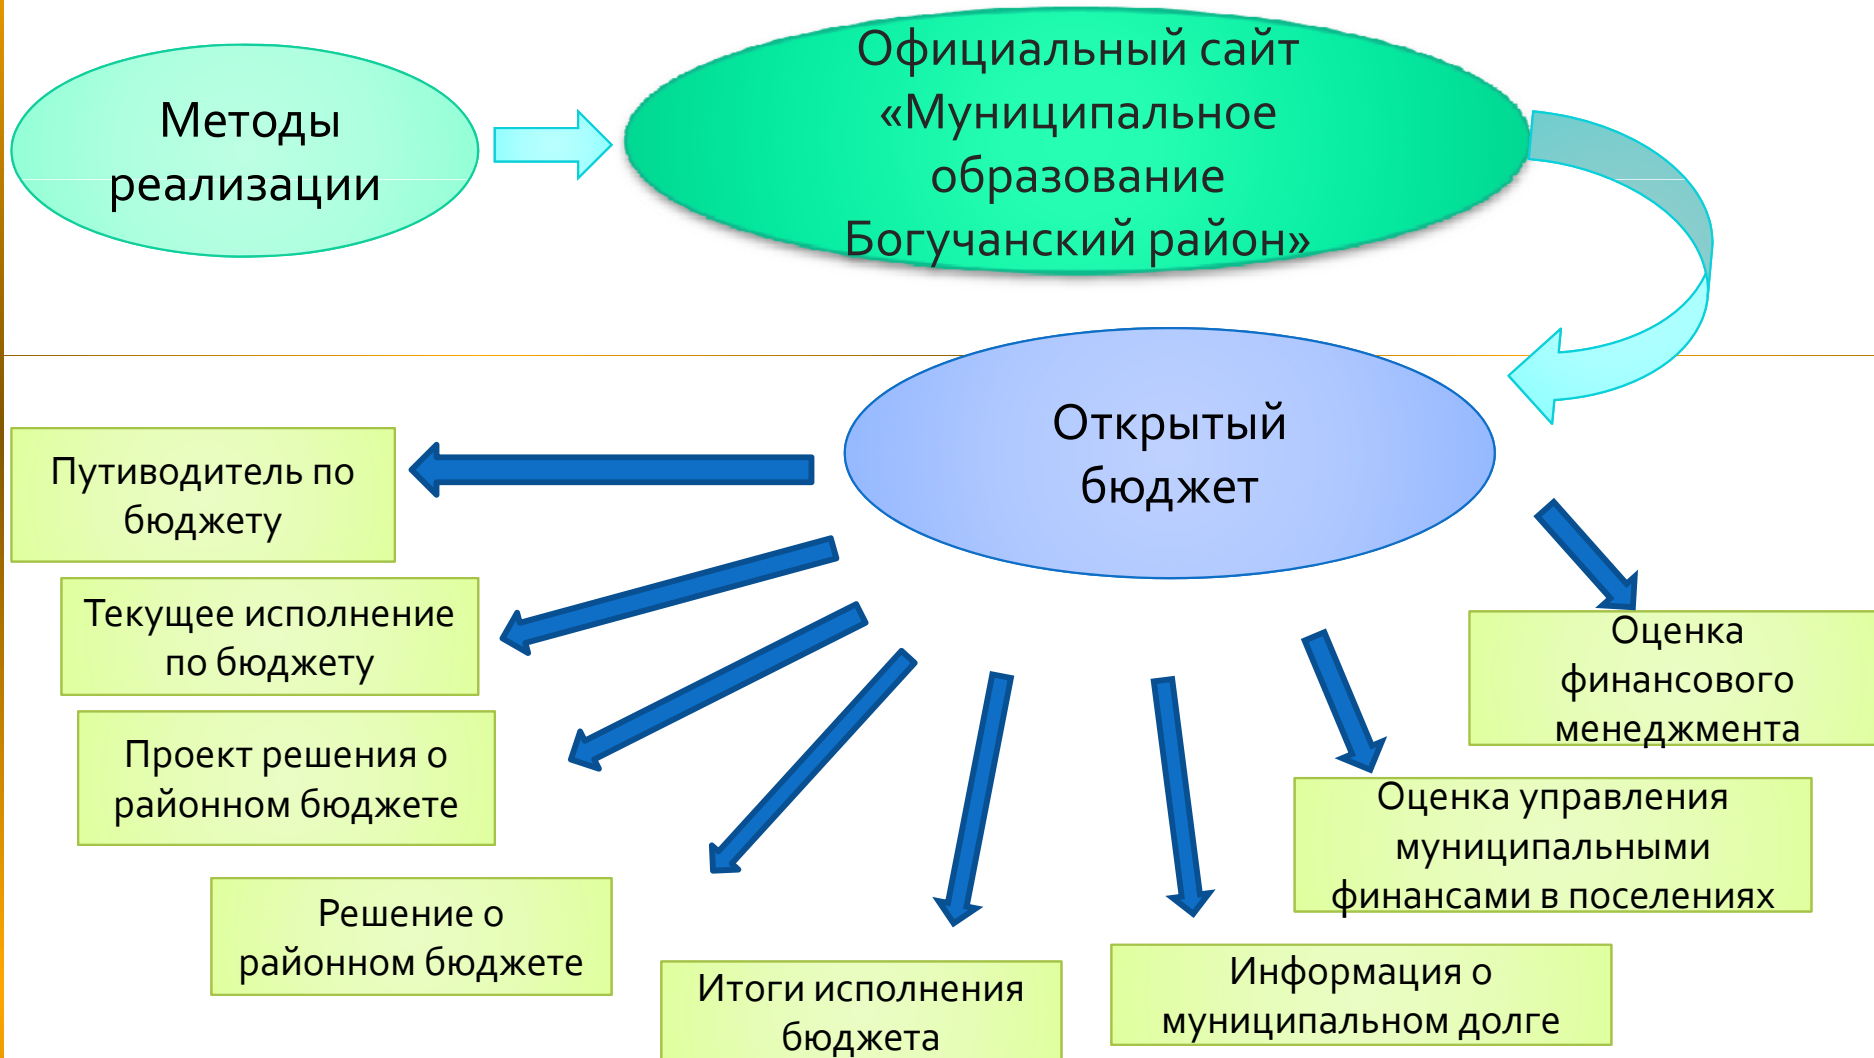 Методы
реализации
Официальный сайт
«Муниципальное
образование
Богучанский район»
Открытый
бюджет
Путиводитель по
бюджету
Текущее исполнение
по бюджету
Проект решения о
районном бюджете
Решение о
районном бюджете
Итоги исполнения
бюджета
Информация о
муниципальном долге
Оценка управления
муниципальными
финансами в поселениях
Оценка
финансового
менеджмента